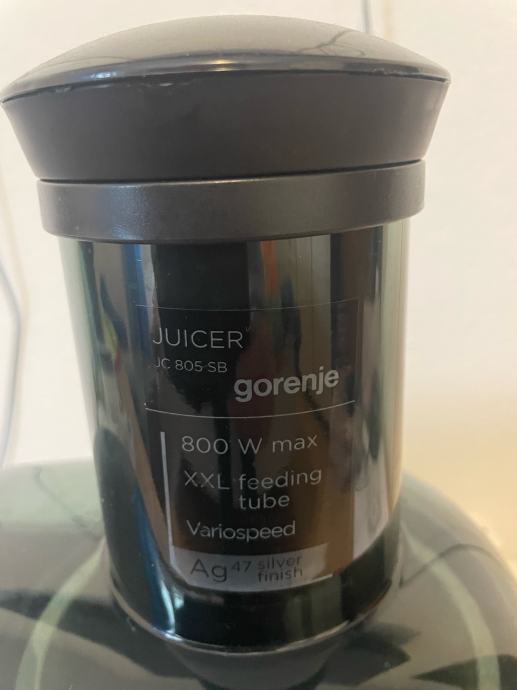 JUICER
JC 805 SB
gorenje
800 W max
XXL feeding
tube
Variospeed
Ag 47 silver
finish